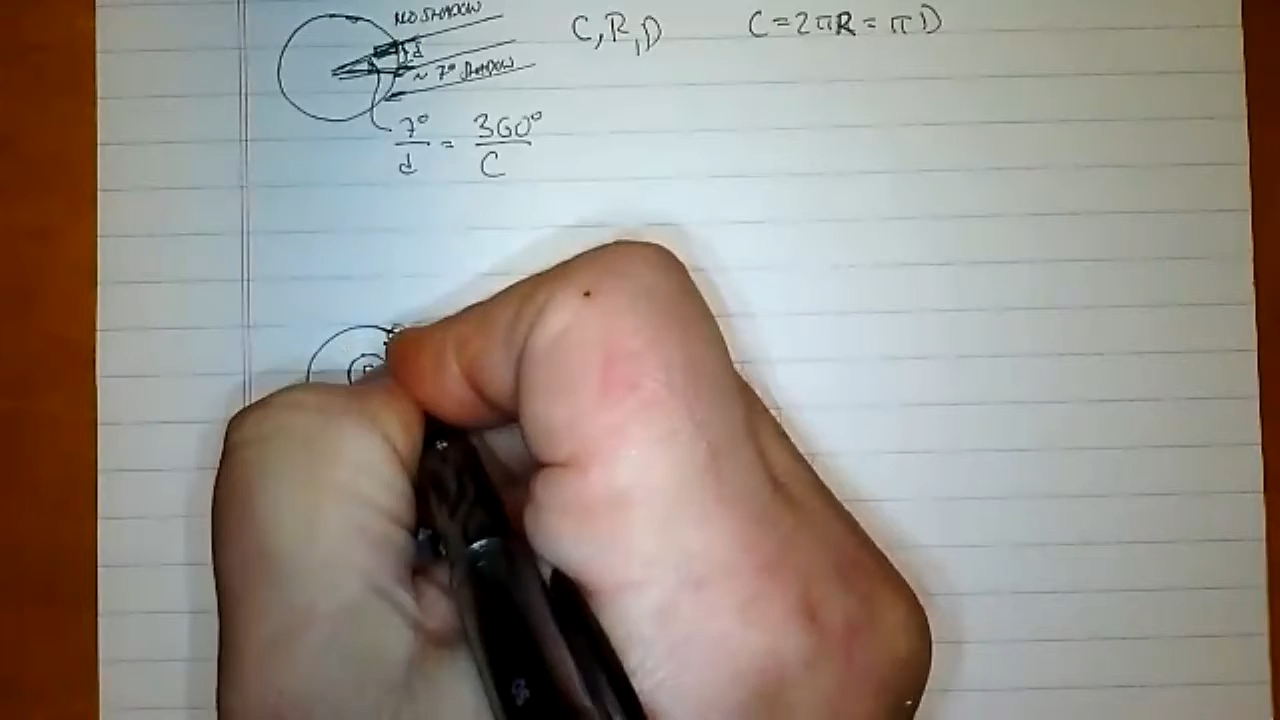 NO SHADOW
d
~ 7° SHADOW
C, R, D
C = 2πR = πD
7°/d = 360°/C